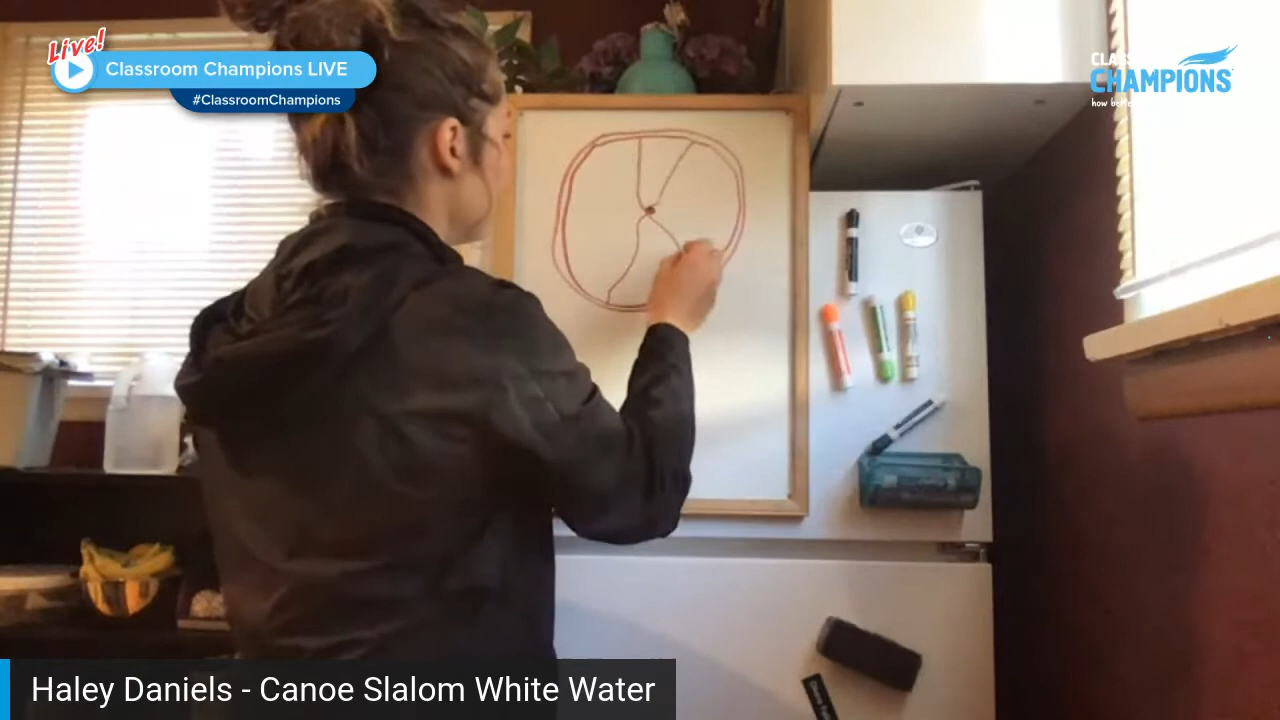 Live!
Classroom Champions LIVE
#ClassroomChampions
CHAMPIONS
Haley Daniels - Canoe Slalom White Water